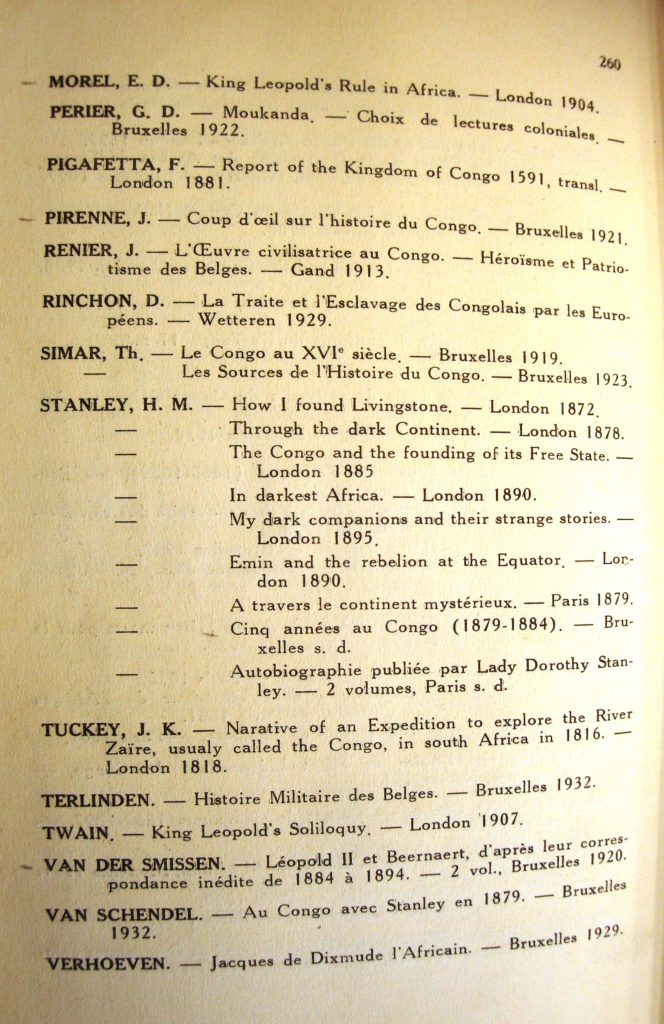 260
MOREL, E. D. — King Leopold's Rule in Africa. — London 1904.
PERIER, G. D. — Moukanda. — Choix de lectures coloniales. —
Bruxelles 1922.
PIGAFETTA, F. — Report of the Kingdom of Congo 1591, transl. —
London 1881.
PIRENNE, J. — Coup d'œil sur l'histoire du Congo. — Bruxelles 1921.
RENIER, J. — L'Œuvre civilisatrice au Congo. — Héroïsme et Patrio-
tisme des Belges. — Gand 1913.
RINCHON, D. — La Traite et l'Esclavage des Congolais par les Euro-
péens. — Wetteren 1929.
SIMAR, Th. — Le Congo au XVIe siècle. — Bruxelles 1919.
— Les Sources de l'Histoire du Congo. — Bruxelles 1923.
STANLEY, H. M. — How I found Livingstone. — London 1872.
— Through the dark Continent. — London 1878.
— The Congo and the founding of its Free State. —
London 1885
— In darkest Africa. — London 1890.
— My dark companions and their strange stories. —
London 1895.
— Emin and the rebelion at the Equator. — Lon-
don 1890.
— A travers le continent mystérieux. — Paris 1879.
— Cinq années au Congo (1879-1884). — Bru-
xelles s. d.
— Autobiographie publiée par Lady Dorothy Stan-
ley. — 2 volumes, Paris s. d.
TUCKEY, J. K. — Narative of an Expedition to explore the River
Zaïre, usualy called the Congo, in south Africa in 1816. —
London 1818.
TERLINDEN. — Histoire Militaire des Belges. — Bruxelles 1932.
TWAIN. — King Leopold's Soliloquy. — London 1907.
VAN DER SMISSEN. — Léopold II et Beernaert, d'après leur corres-
pondance inédite de 1884 à 1894. — 2 vol., Bruxelles 1920.
VAN SCHENDEL. — Au Congo avec Stanley en 1879. — Bruxelles
1932.
VERHOEVEN. — Jacques de Dixmude l'Africain. — Bruxelles 1929.